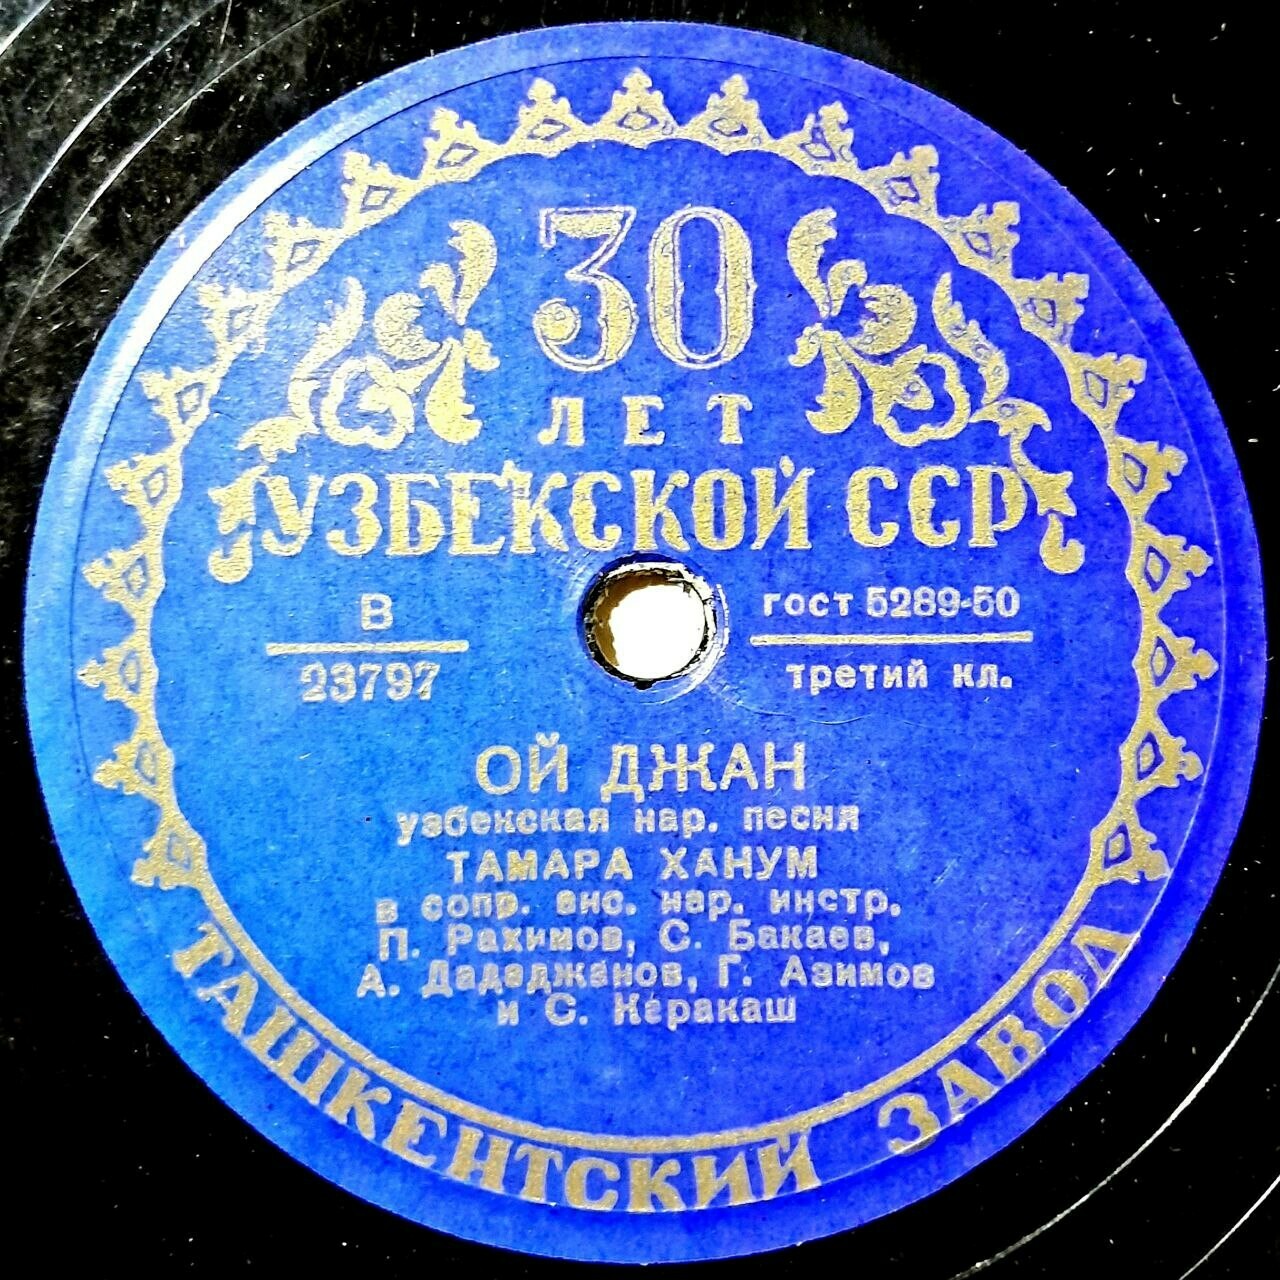 30
ЛЕТ
УЗБЕКСКОЙ ССР
В
23797
ГОСТ 5289-50
ТРЕТИЙ КЛ.
ОЙ ДЖАН
узбекская нар. песня
ТАМАРА ХАНУМ
в сопр. анс. нар. инстр.
П. Рахимов, С. Бакаев,
А. Дададжанов, Г. Азимов
и С. Каракаш
ТАШКЕНТСКИЙ ЗАВОД